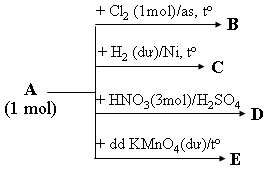 + Cl₂ (1mol)/as, t°
B
+ H₂ (dư)/Ni, t°
C
A
(1 mol)
+ HNO₃(3mol)/H₂SO₄
D
+ dd KMnO₄(dư)/t°
E